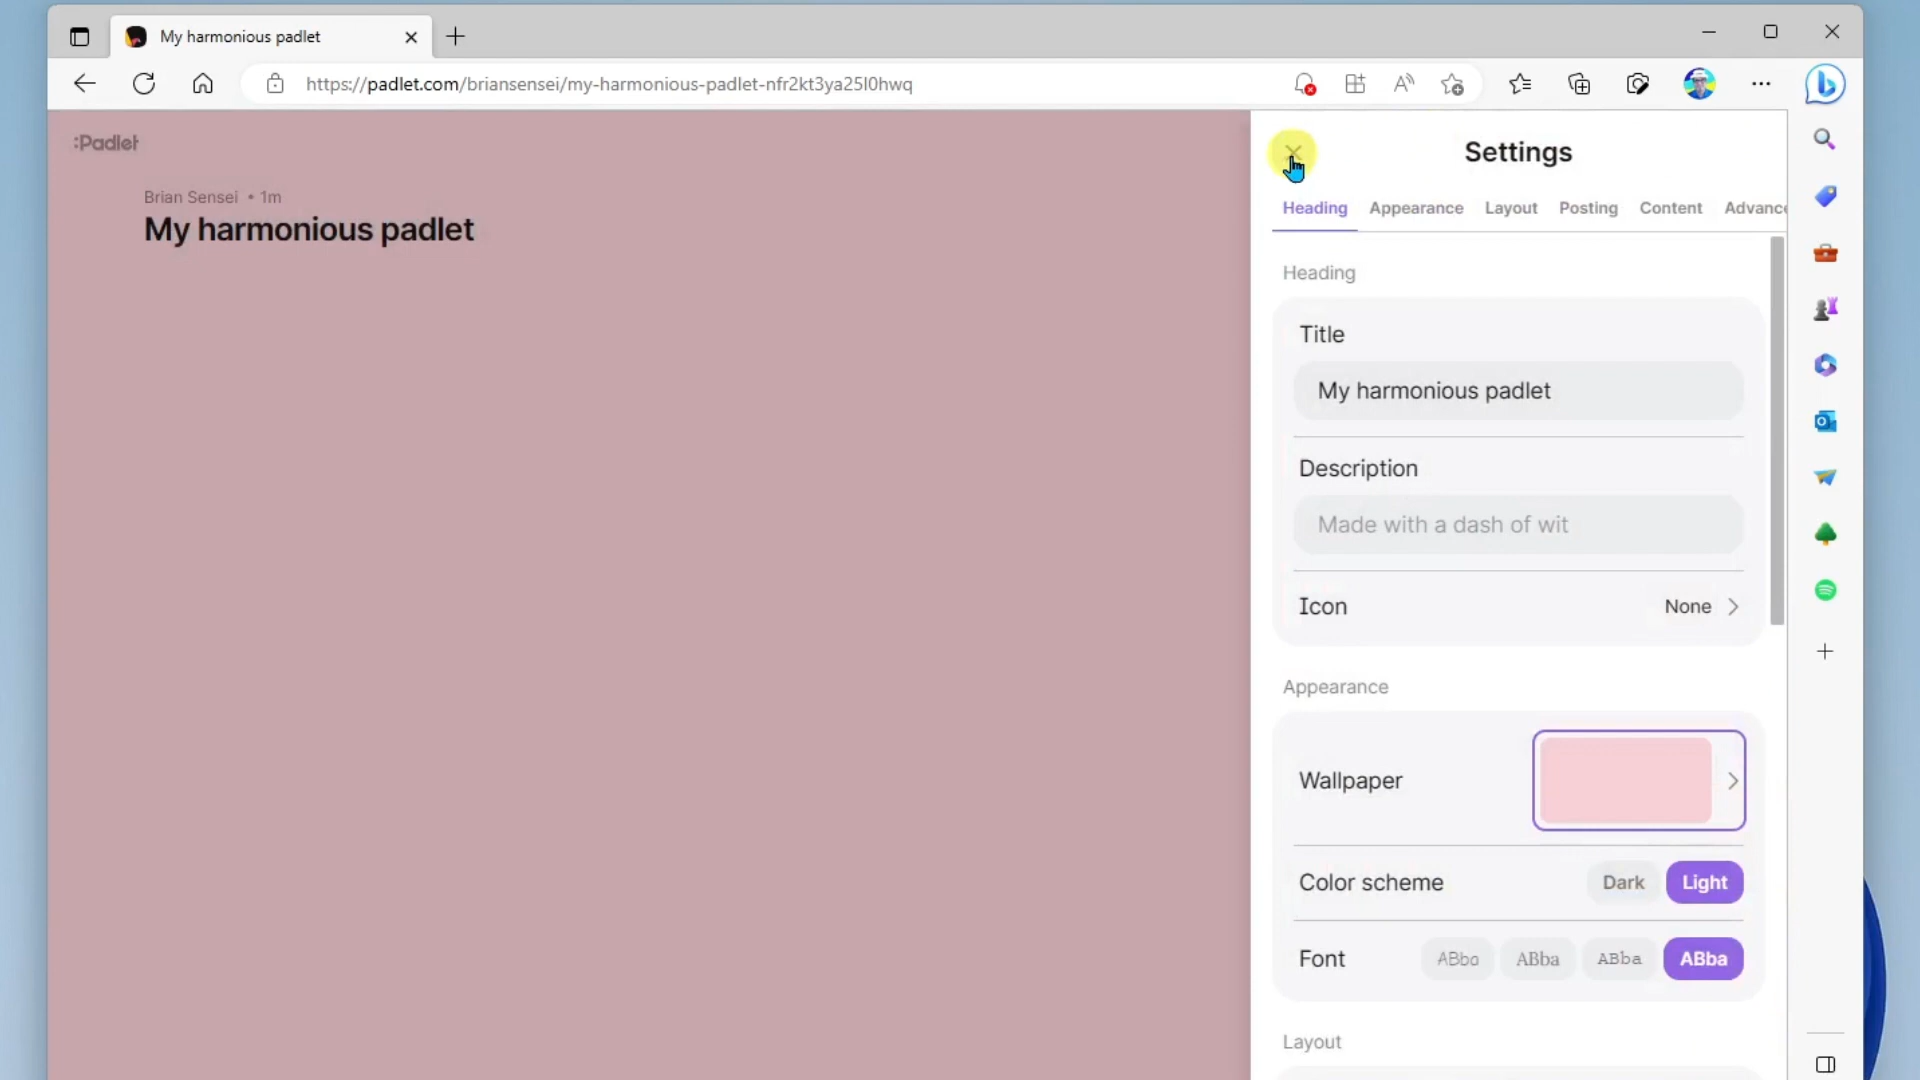 My harmonious padlet
https://padlet.com/briansensei/my-harmonious-padlet-nfr2kt3ya25l0hwq
:Padlet
Brian Sensei • 1m
My harmonious padlet
Settings
Heading Appearance Layout Posting Content Advanc
Heading
Title
My harmonious padlet
Description
Made with a dash of wit
Icon None
Appearance
Wallpaper
Color scheme Dark Light
Font ABba ABba ABba ABba
Layout